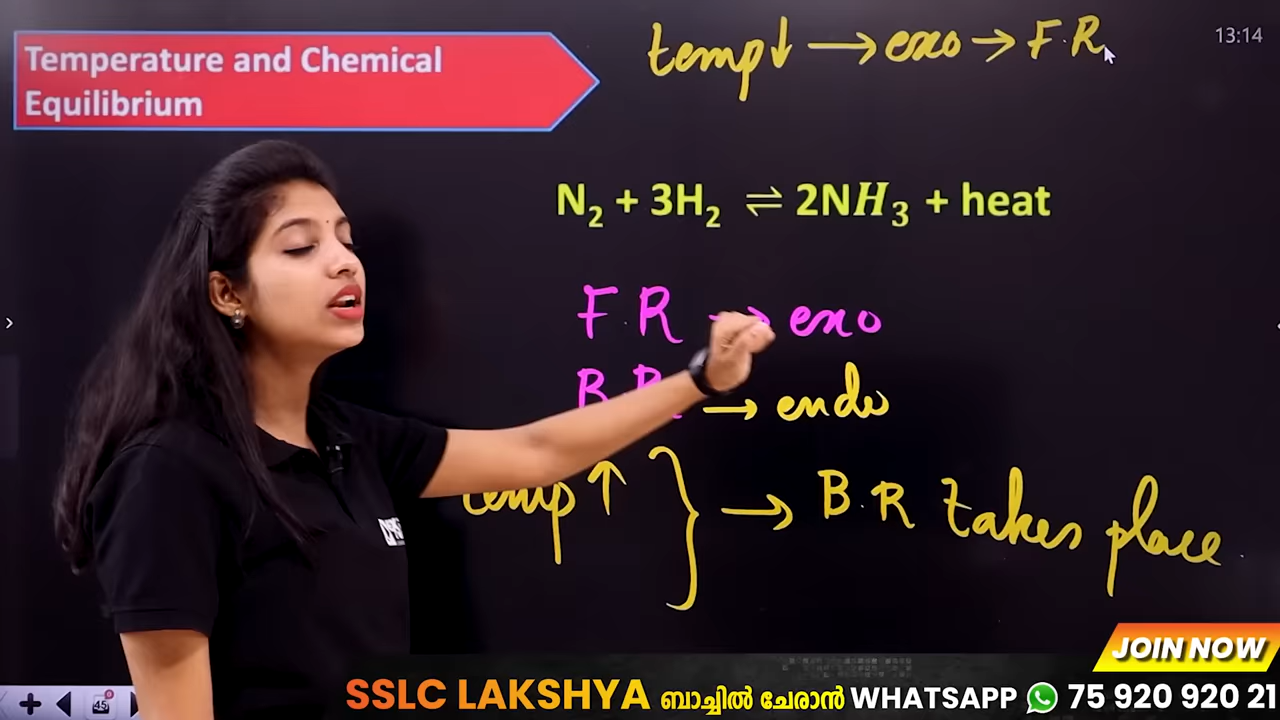 Temperature and Chemical
Equilibrium
temp↓ → exo → F.R
13:14
N₂ + 3H₂ ⇌ 2NH₃ + heat
F.R → exo
B.R → endo
temp ↑ } → B.R takes place
JOIN NOW
SSLC LAKSHYA ബാച്ചിൽ ചേരാൻ WHATSAPP 75 920 920 21
45